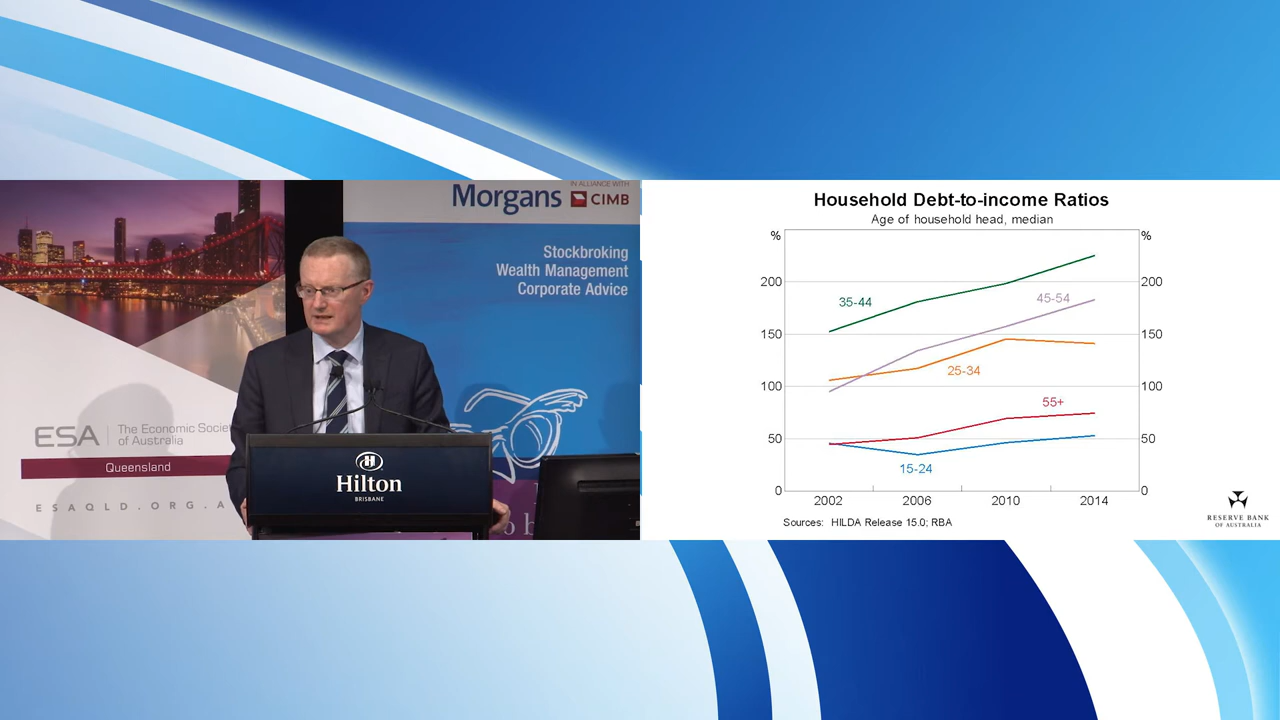 Morgans
IN ALLIANCE WITH
CIMB
Stockbroking
Wealth Management
Corporate Advice
ESA
The Economic Socie
of Australia
Queensland
ESAQLD.ORG.A
Hilton
BRISBANE
Household Debt-to-income Ratios
Age of household head, median
% %
200 200
150 150
100 100
50 50
0 0
35-44
45-54
25-34
55+
15-24
2002 2006 2010 2014
Sources: HILDA Release 15.0; RBA
RESERVE BANK
OF AUSTRALIA